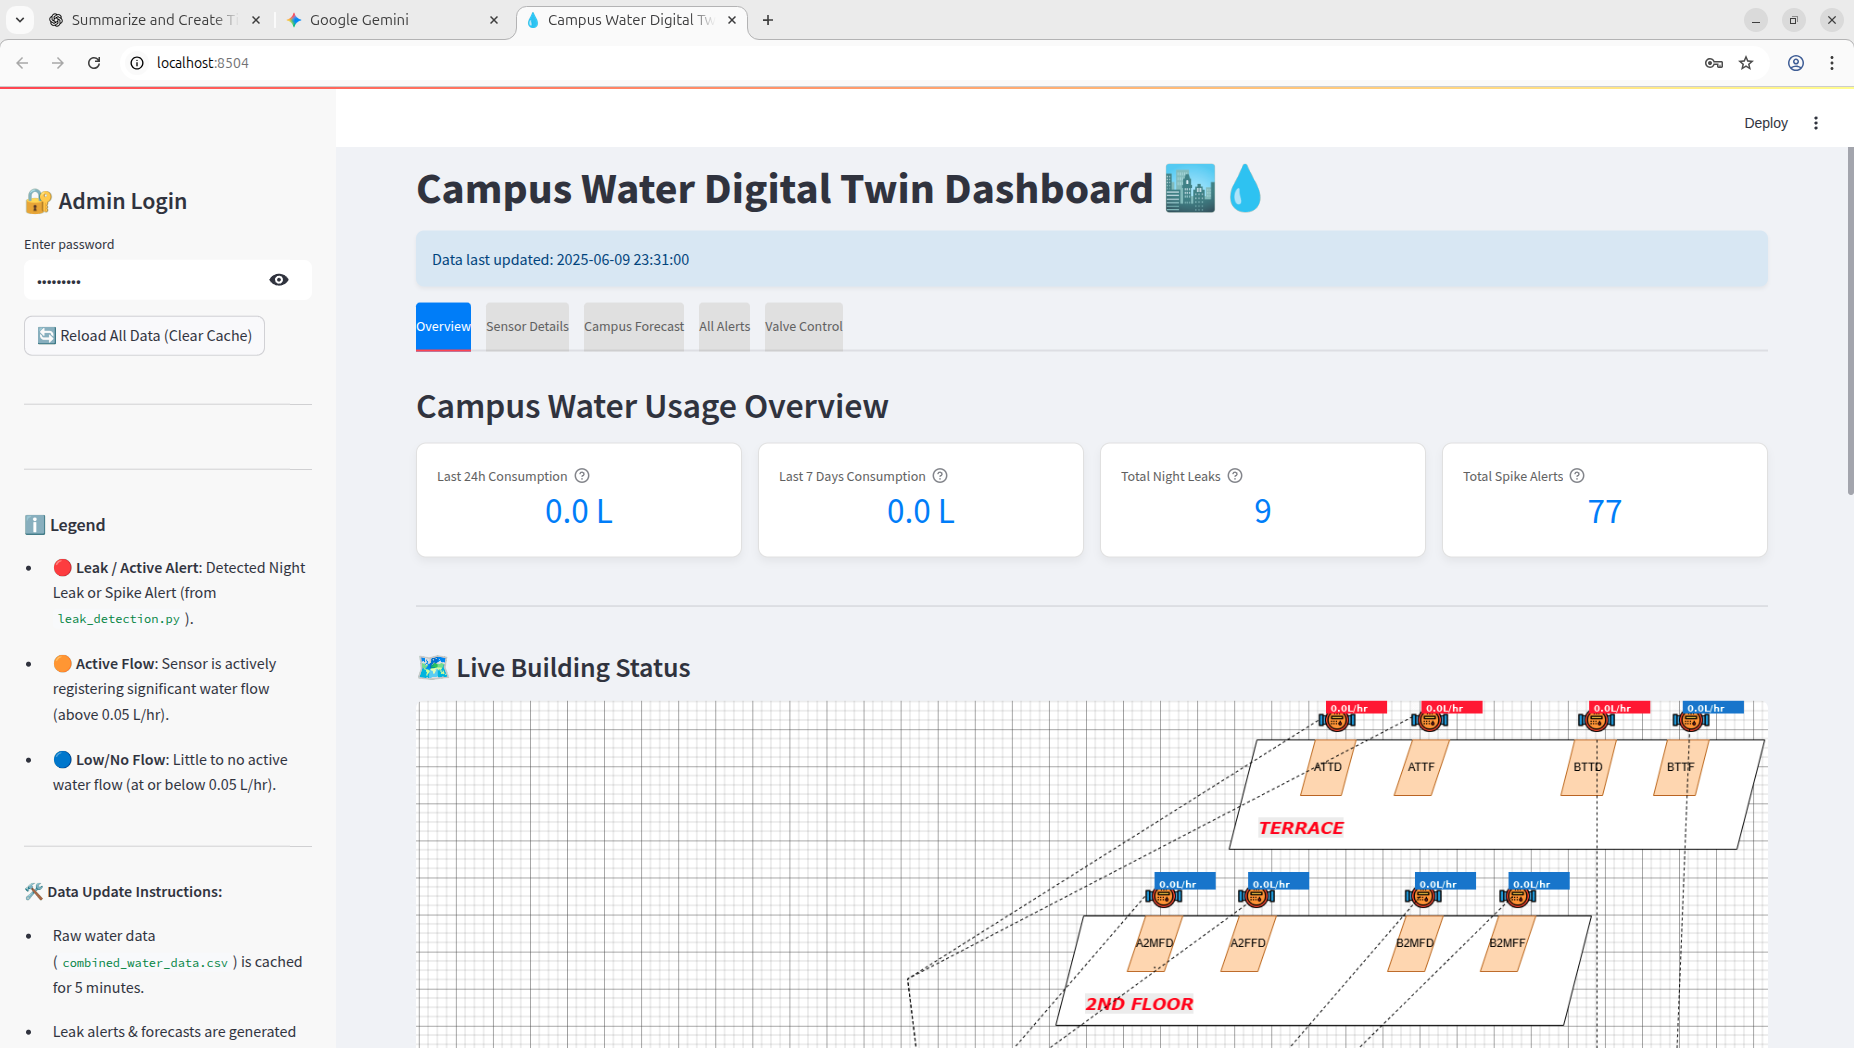 Summarize and Create Ti
Google Gemini
Campus Water Digital Tw
localhost:8504
Deploy
Admin Login
Enter password
•••••••••
Reload All Data (Clear Cache)
Legend
Leak / Active Alert: Detected Night
Leak or Spike Alert (from
leak_detection.py ).
Active Flow: Sensor is actively
registering significant water flow
(above 0.05 L/hr).
Low/No Flow: Little to no active
water flow (at or below 0.05 L/hr).
Data Update Instructions:
Raw water data
( combined_water_data.csv ) is cached
for 5 minutes.
Leak alerts & forecasts are generated
Campus Water Digital Twin Dashboard
Data last updated: 2025-06-09 23:31:00
Overview Sensor Details Campus Forecast All Alerts Valve Control
Campus Water Usage Overview
Last 24h Consumption
0.0 L
Last 7 Days Consumption
0.0 L
Total Night Leaks
9
Total Spike Alerts
77
Live Building Status
0.0L/hr 0.0L/hr 0.0L/hr 0.0L/hr
ATTD ATTF BTTD BTTF
TERRACE
0.0L/hr 0.0L/hr 0.0L/hr 0.0L/hr
A2MFD A2FFD B2MFD B2MFF
2ND FLOOR